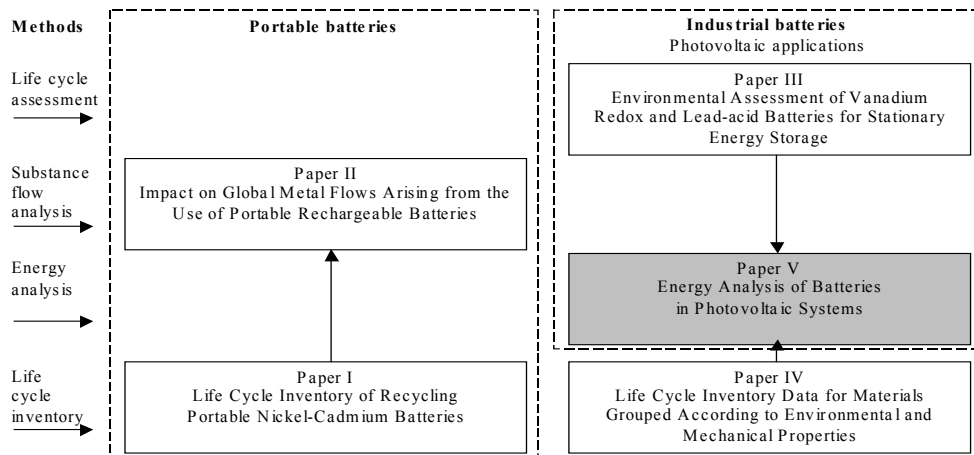 Methods
Life cycle
assessment
Substance
flow
analysis
Energy
analysis
Life
cycle
inventory
Portable batteries
Paper II
Impact on Global Metal Flows Arising from the
Use of Portable Rechargeable Batteries
Paper I
Life Cycle Inventory of Recycling
Portable Nickel-Cadmium Batteries
Industrial batteries
Photovoltaic applications
Paper III
Environmental Assessment of Vanadium
Redox and Lead-acid Batteries for Stationary
Energy Storage
Paper V
Energy Analysis of Batteries
in Photovoltaic Systems
Paper IV
Life Cycle Inventory Data for Materials
Grouped According to Environmental and
Mechanical Properties